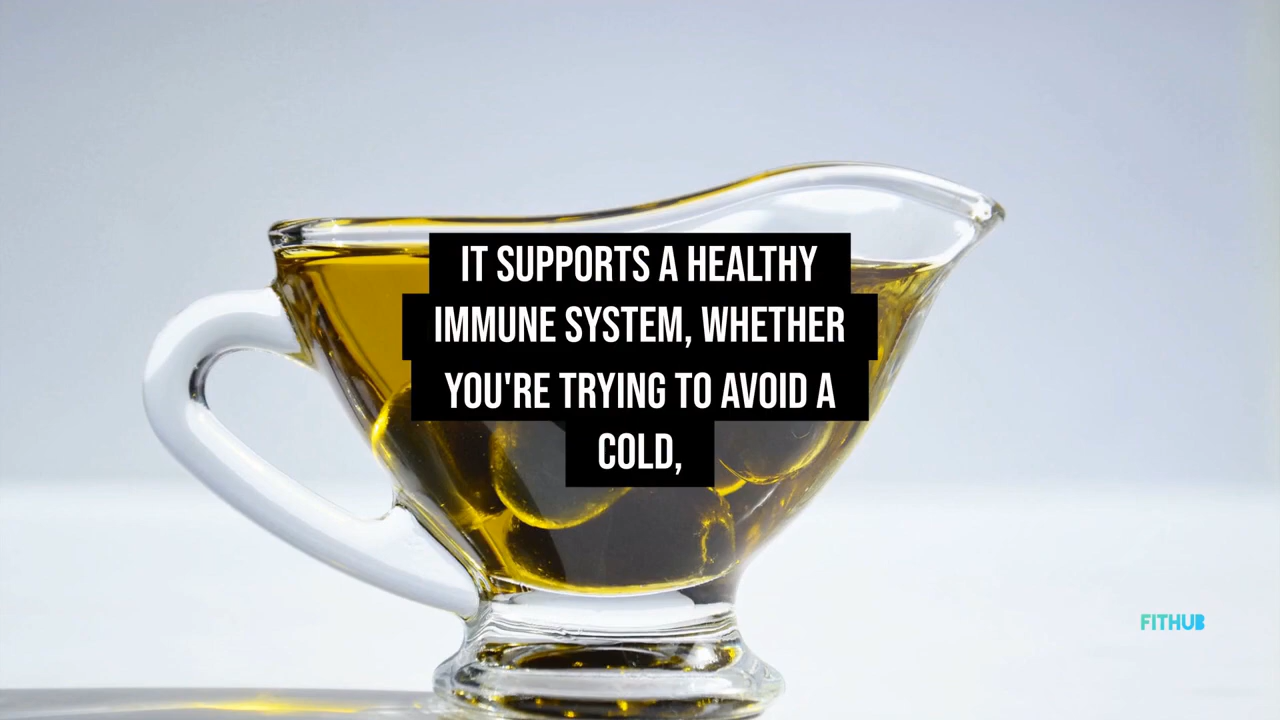 IT SUPPORTS A HEALTHY
IMMUNE SYSTEM, WHETHER
YOU'RE TRYING TO AVOID A
COLD,
FITHUB